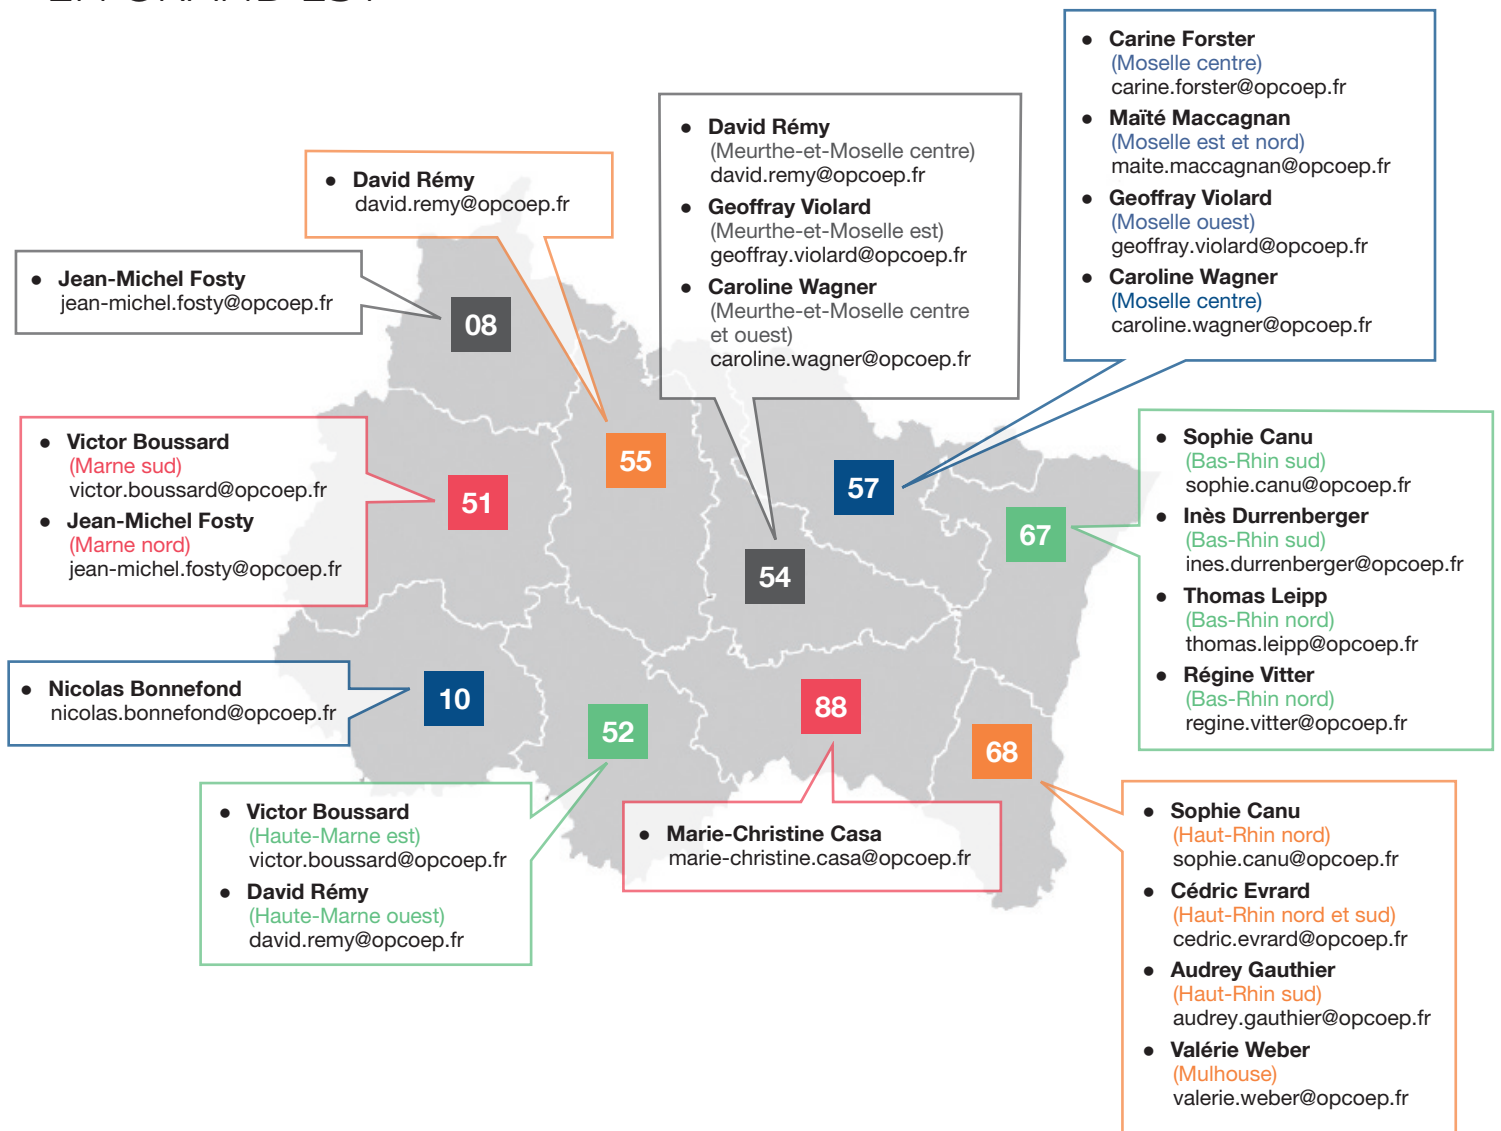 EN GRAND EST
● Carine Forster
(Moselle centre)
carine.forster@opcoep.fr
● Maïté Maccagnan
(Moselle est et nord)
maite.maccagnan@opcoep.fr
● Geoffray Violard
(Moselle ouest)
geoffray.violard@opcoep.fr
● Caroline Wagner
(Moselle centre)
caroline.wagner@opcoep.fr
● David Rémy
(Meurthe-et-Moselle centre)
david.remy@opcoep.fr
● Geoffray Violard
(Meurthe-et-Moselle est)
geoffray.violard@opcoep.fr
● Caroline Wagner
(Meurthe-et-Moselle centre
et ouest)
caroline.wagner@opcoep.fr
● David Rémy
david.remy@opcoep.fr
● Jean-Michel Fosty
jean-michel.fosty@opcoep.fr
08
● Victor Boussard
(Marne sud)
victor.boussard@opcoep.fr
● Jean-Michel Fosty
(Marne nord)
jean-michel.fosty@opcoep.fr
51
55
57
54
67
● Sophie Canu
(Bas-Rhin sud)
sophie.canu@opcoep.fr
● Inès Durrenberger
(Bas-Rhin sud)
ines.durrenberger@opcoep.fr
● Thomas Leipp
(Bas-Rhin nord)
thomas.leipp@opcoep.fr
● Régine Vitter
(Bas-Rhin nord)
regine.vitter@opcoep.fr
● Nicolas Bonnefond
nicolas.bonnefond@opcoep.fr
10
52
88
68
● Victor Boussard
(Haute-Marne est)
victor.boussard@opcoep.fr
● David Rémy
(Haute-Marne ouest)
david.remy@opcoep.fr
● Marie-Christine Casa
marie-christine.casa@opcoep.fr
● Sophie Canu
(Haut-Rhin nord)
sophie.canu@opcoep.fr
● Cédric Evrard
(Haut-Rhin nord et sud)
cedric.evrard@opcoep.fr
● Audrey Gauthier
(Haut-Rhin sud)
audrey.gauthier@opcoep.fr
● Valérie Weber
(Mulhouse)
valerie.weber@opcoep.fr